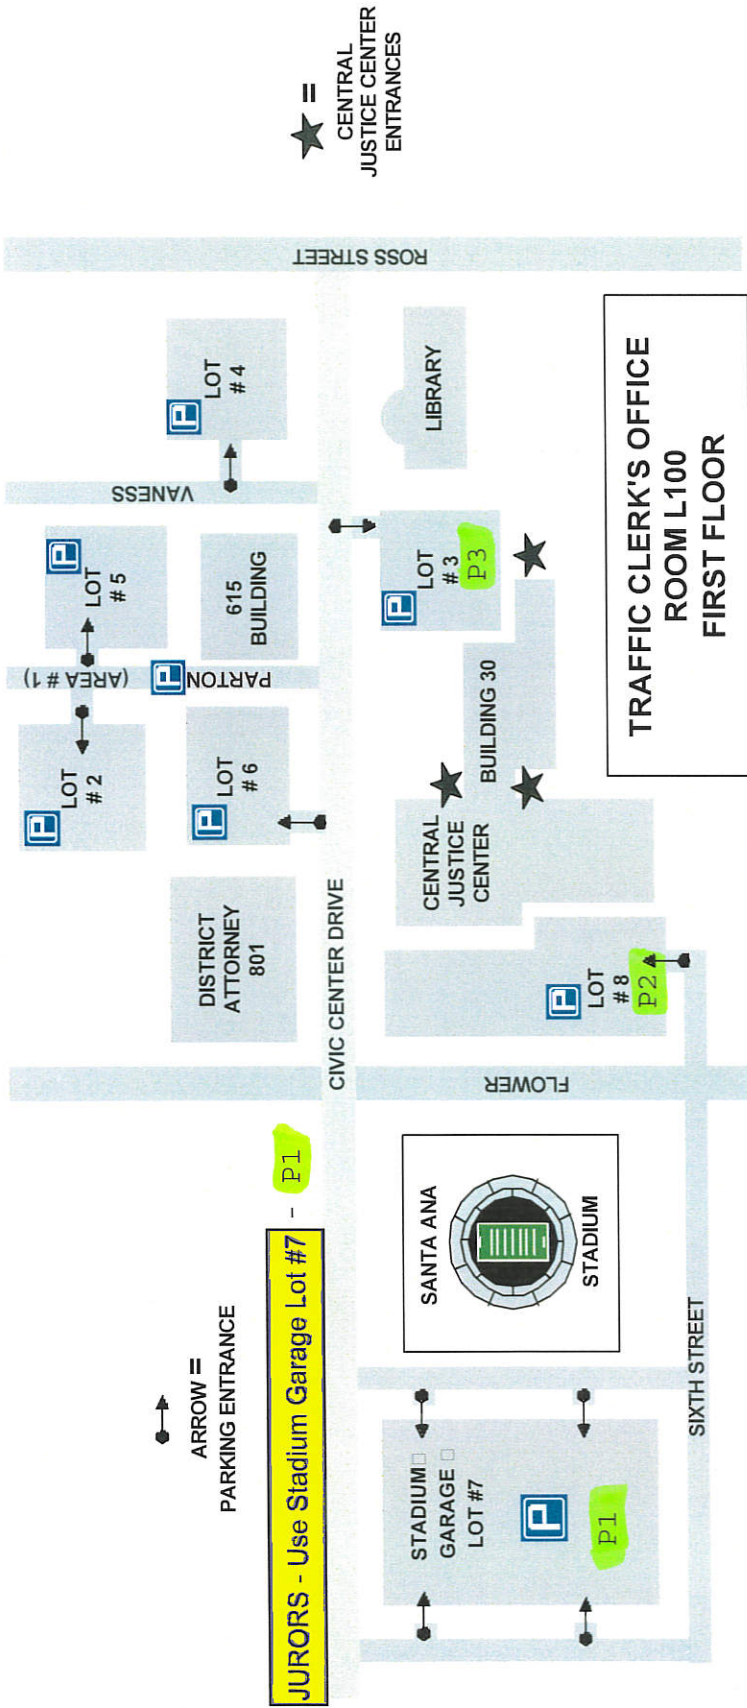 ARROW =
PARKING ENTRANCE
JURORS - Use Stadium Garage Lot #7 - P1
★ =
CENTRAL
JUSTICE CENTER
ENTRANCES
P
LOT
# 2
P
LOT
# 5
PARTON P (AREA # 1)
VANESS
P
LOT
# 4
DISTRICT
ATTORNEY
801
P
LOT
# 6
615
BUILDING
CIVIC CENTER DRIVE
ROSS STREET
FLOWER
SANTA ANA
STADIUM
STADIUM□
GARAGE □
LOT #7
P
P1
CENTRAL
JUSTICE
CENTER
BUILDING 30
P
LOT
# 3
P3
LIBRARY
P
LOT
# 8
P2
SIXTH STREET
TRAFFIC CLERK'S OFFICE
ROOM L100
FIRST FLOOR